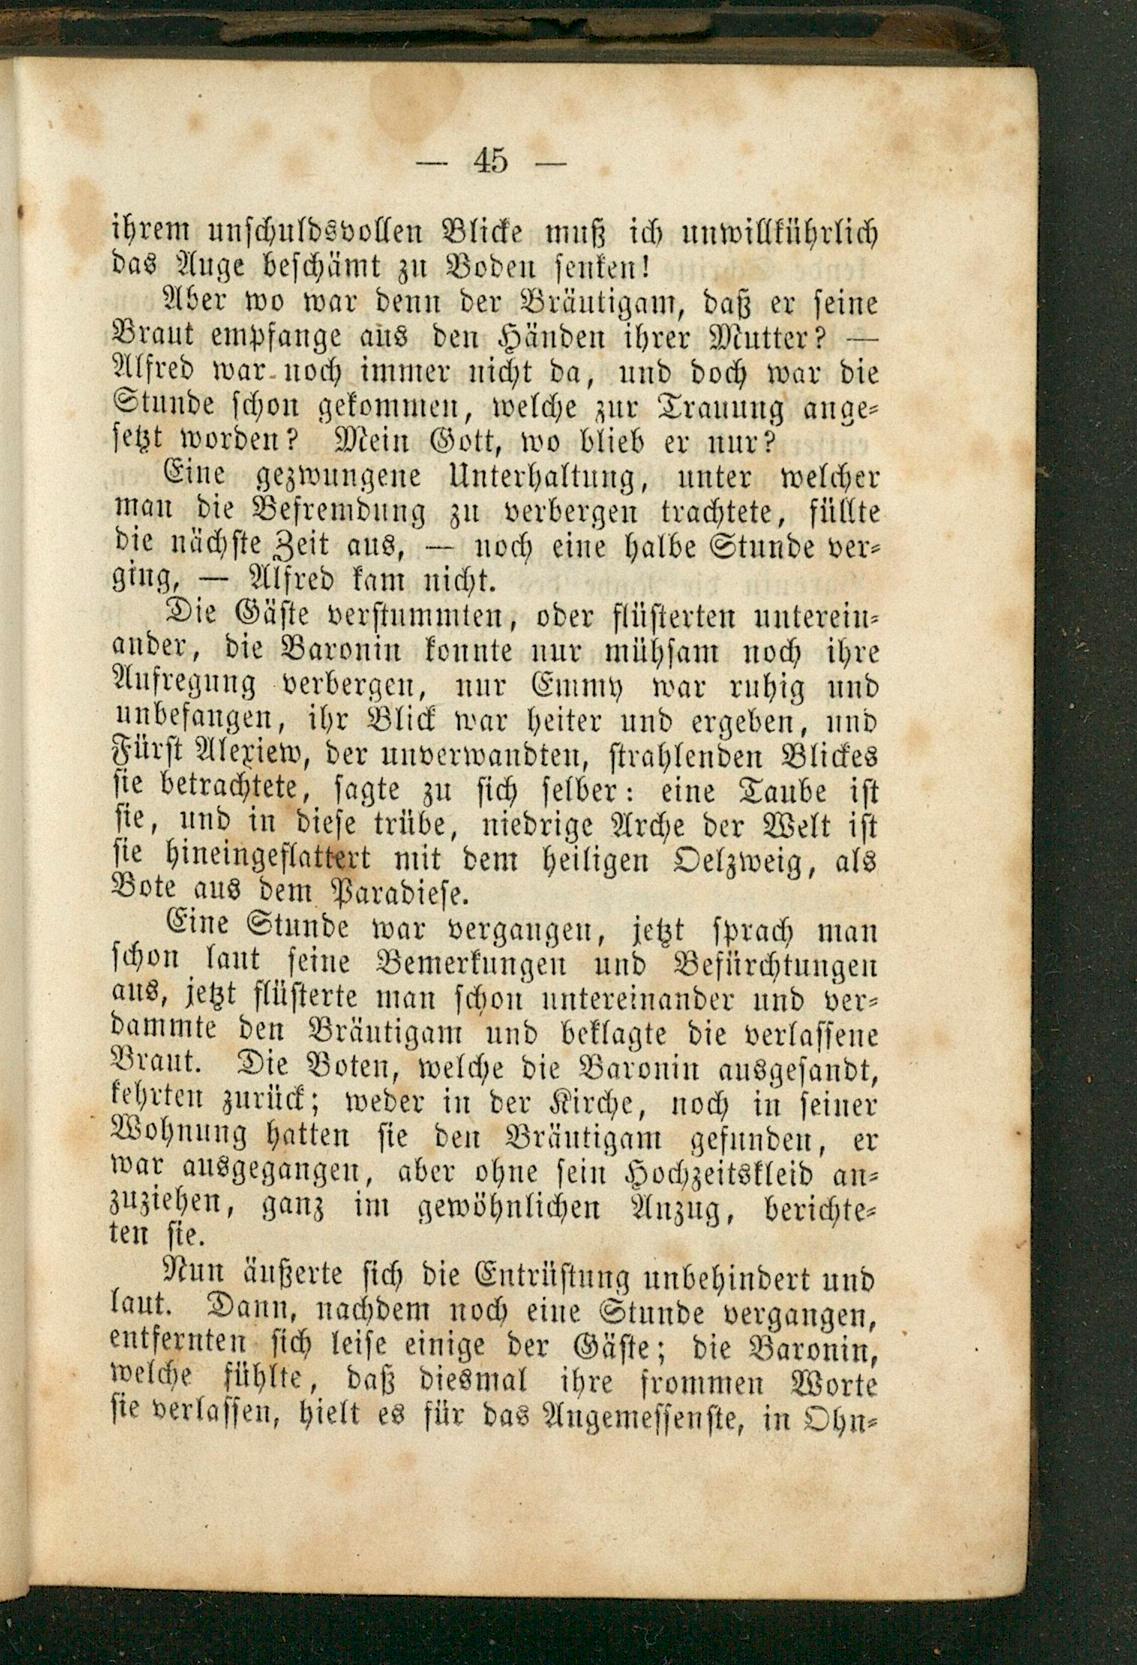 — 45 —
ihrem unschuldsvollen Blicke muß ich unwillkührlich
das Auge beschämt zu Boden senken!
Aber wo war denn der Bräutigam, daß er seine
Braut empfange aus den Händen ihrer Mutter? —
Alfred war noch immer nicht da, und doch war die
Stunde schon gekommen, welche zur Trauung ange-
setzt worden? Mein Gott, wo blieb er nur?
Eine gezwungene Unterhaltung, unter welcher
man die Befremdung zu verbergen trachtete, füllte
die nächste Zeit aus, — noch eine halbe Stunde ver-
ging, — Alfred kam nicht.
Die Gäste verstummten, oder flüsterten unterein-
ander, die Baronin konnte nur mühsam noch ihre
Aufregung verbergen, nur Emmy war ruhig und
unbefangen, ihr Blick war heiter und ergeben, und
Fürst Alexiew, der unverwandten, strahlenden Blickes
sie betrachtete, sagte zu sich selber: eine Taube ist
sie, und in diese trübe, niedrige Arche der Welt ist
sie hineingeflattert mit dem heiligen Oelzweig, als
Bote aus dem Paradiese.
Eine Stunde war vergangen, jetzt sprach man
schon laut seine Bemerkungen und Befürchtungen
aus, jetzt flüsterte man schon untereinander und ver-
dammte den Bräutigam und beklagte die verlassene
Braut. Die Boten, welche die Baronin ausgesandt,
kehrten zurück; weder in der Kirche, noch in seiner
Wohnung hatten sie den Bräutigam gefunden, er
war ausgegangen, aber ohne sein Hochzeitskleid an-
zuziehen, ganz im gewöhnlichen Anzug, berichte-
ten sie.
Nun äußerte sich die Entrüstung unbehindert und
laut. Dann, nachdem noch eine Stunde vergangen,
entfernten sich leise einige der Gäste; die Baronin,
welche fühlte, daß diesmal ihre frommen Worte
sie verlassen, hielt es für das Angemessenste, in Ohn-